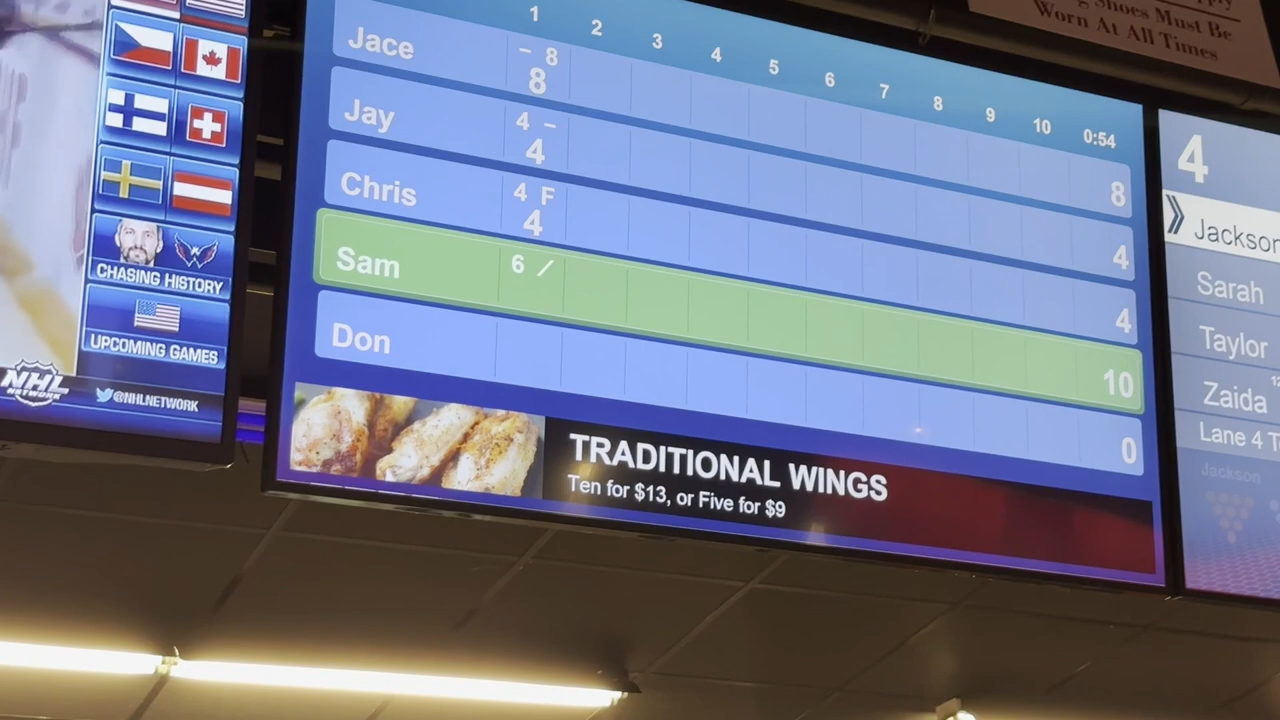 CHASING HISTORY
UPCOMING GAMES
NHL
NETWORK
@NHLNETWORK
1 2 3 4 5 6 7 8 9 10 0:54
Jace – 8 8 8
Jay 4 – 4 4
Chris 4 F 4 4
Sam 6 / 10
Don 0
TRADITIONAL WINGS
Ten for $13, or Five for $9
Shoes Must Be
Worn At All Times
4
Jackson
Sarah
Taylor
Zaida 12
Lane 4 T
Jackson